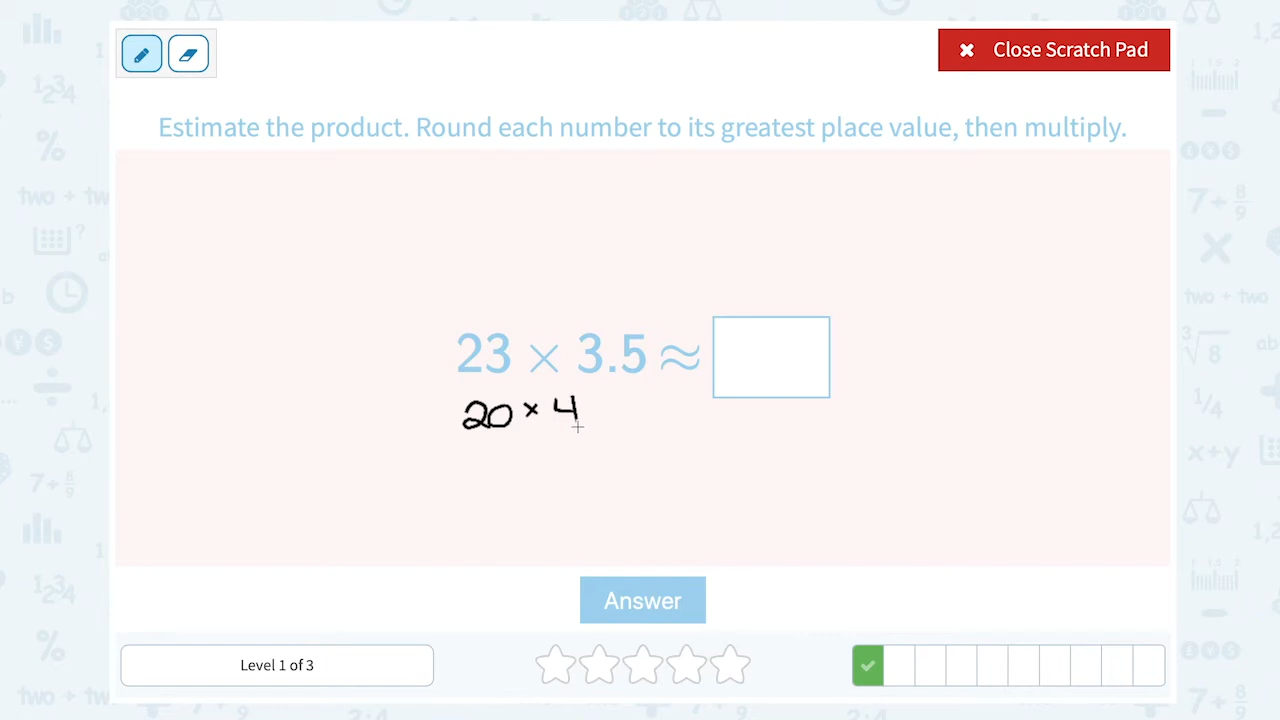 Close Scratch Pad
Estimate the product. Round each number to its greatest place value, then multiply.
23 × 3.5 ≈
20 × 4
Answer
Level 1 of 3